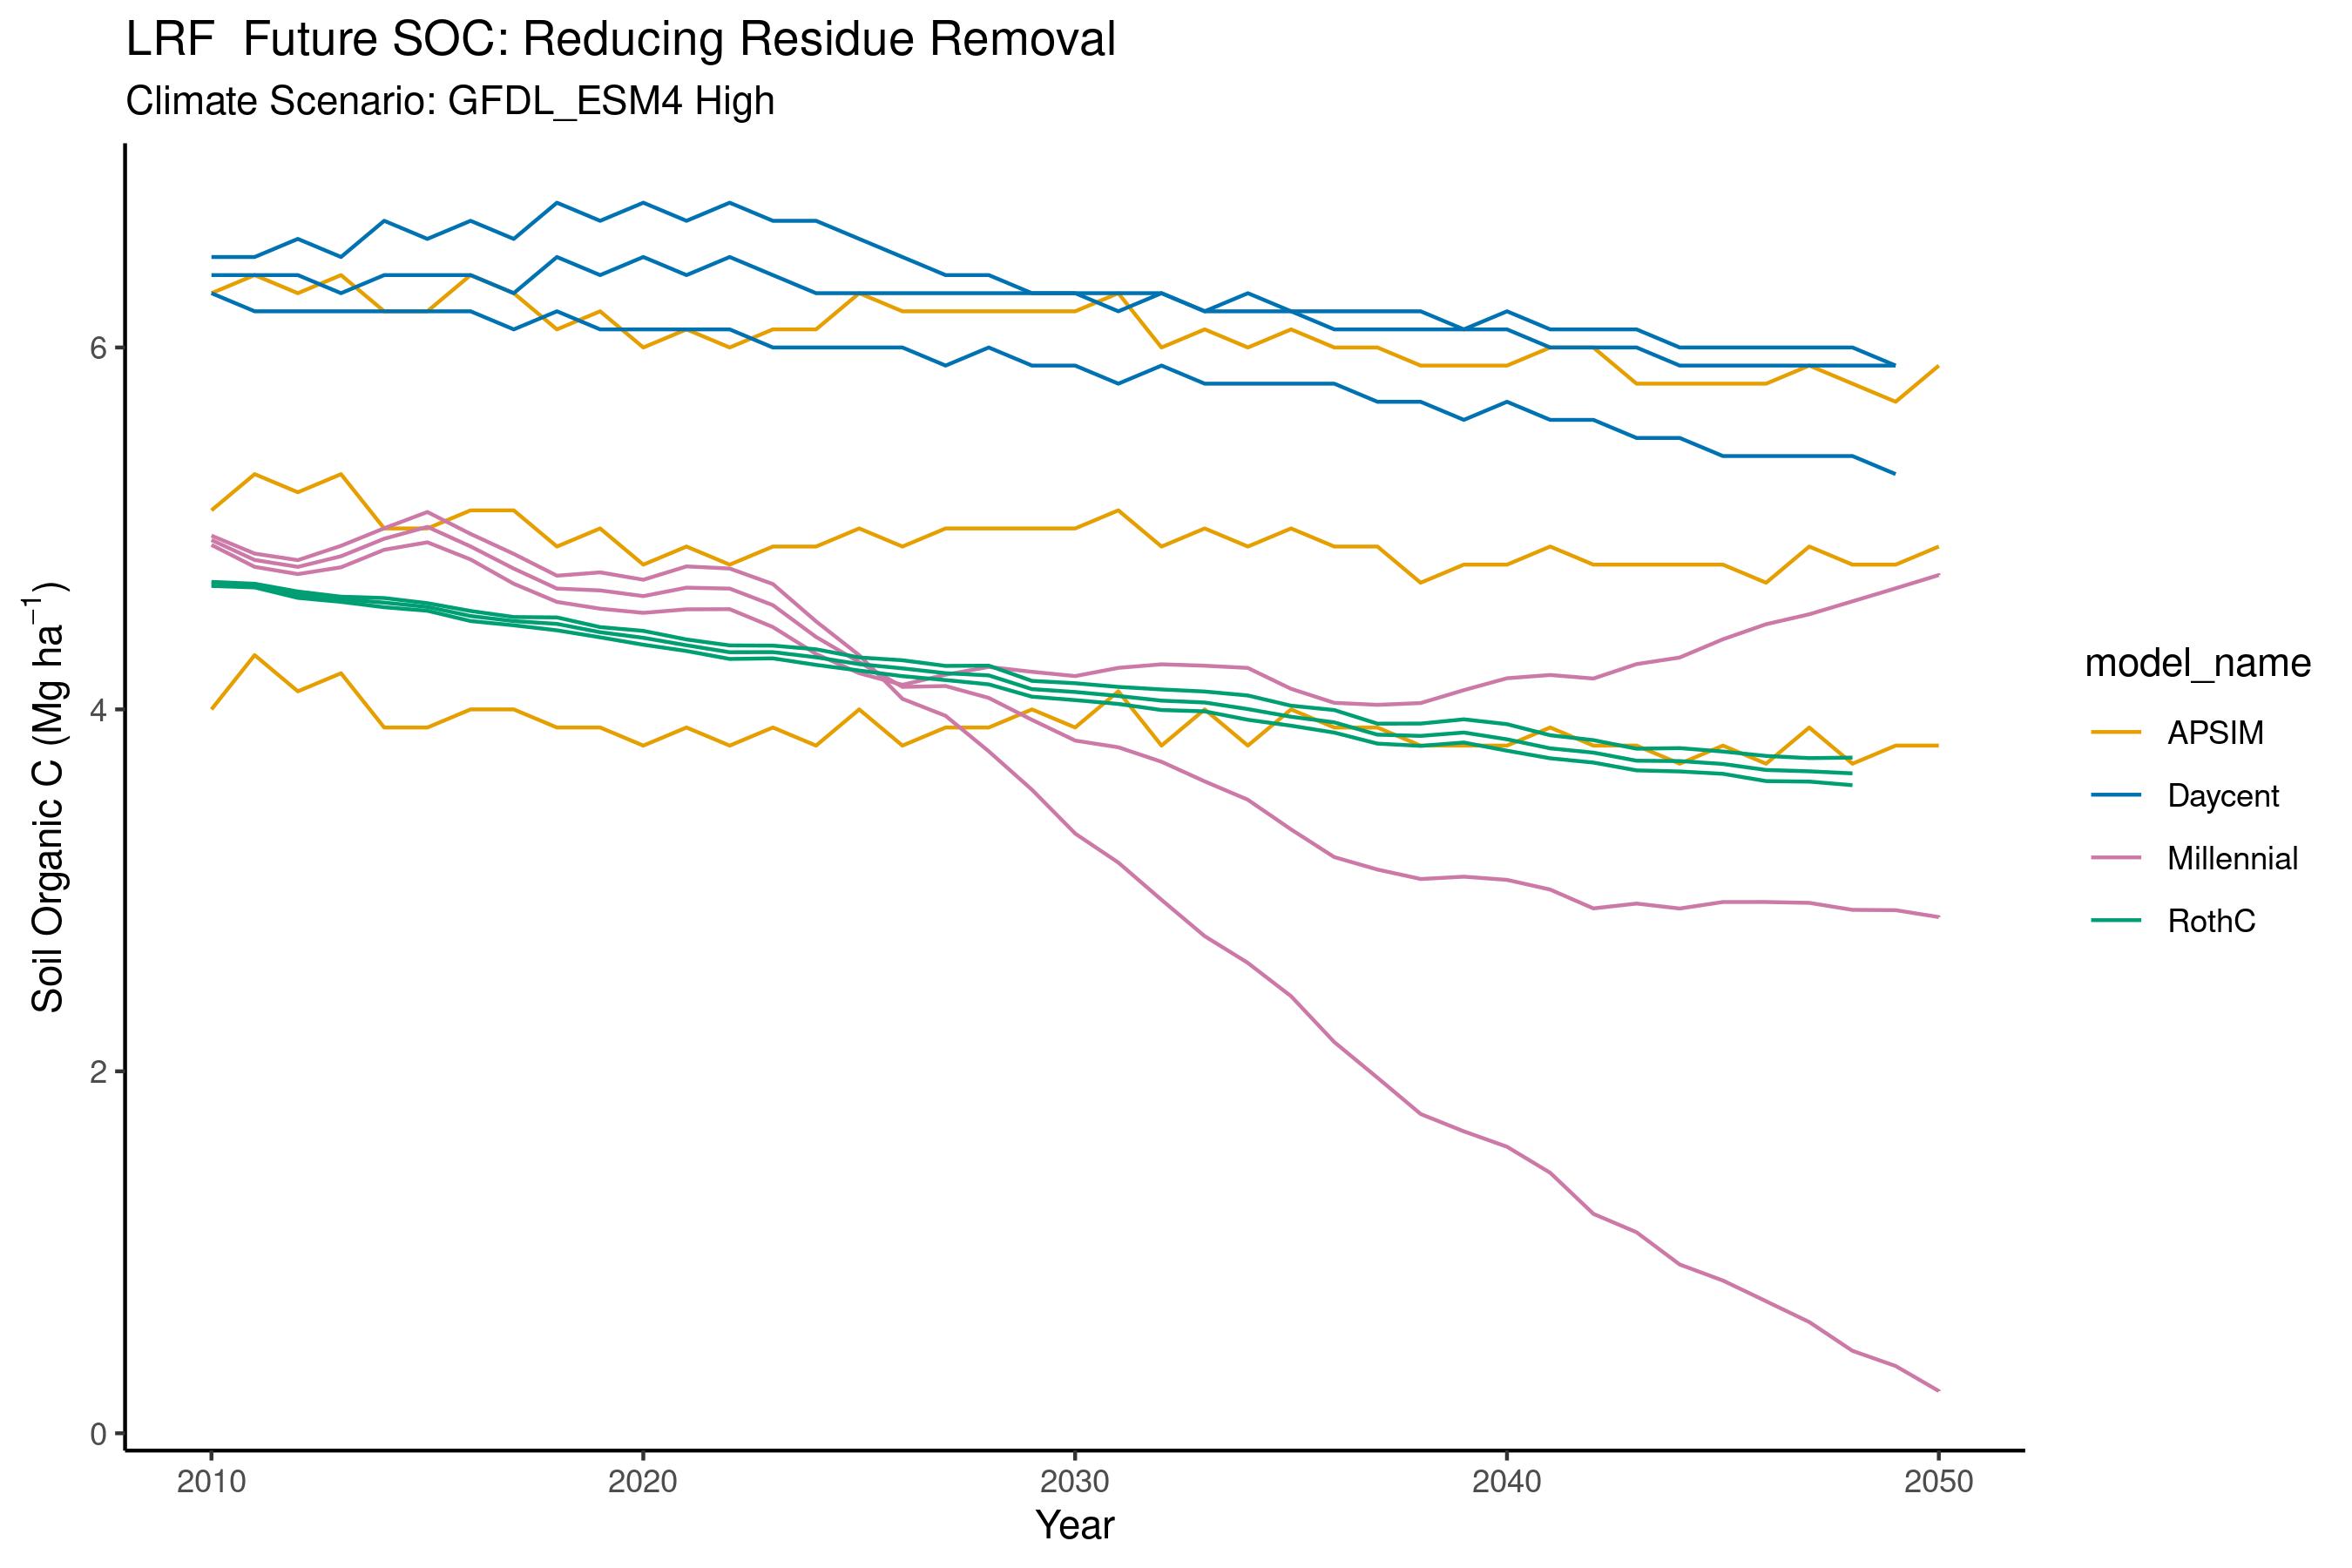 LRF  Future SOC: Reducing Residue Removal
Climate Scenario: GFDL_ESM4 High
Soil Organic C (Mg ha⁻¹)
6
4
2
0
2010 2020 2030 2040 2050
Year
model_name
APSIM
Daycent
Millennial
RothC